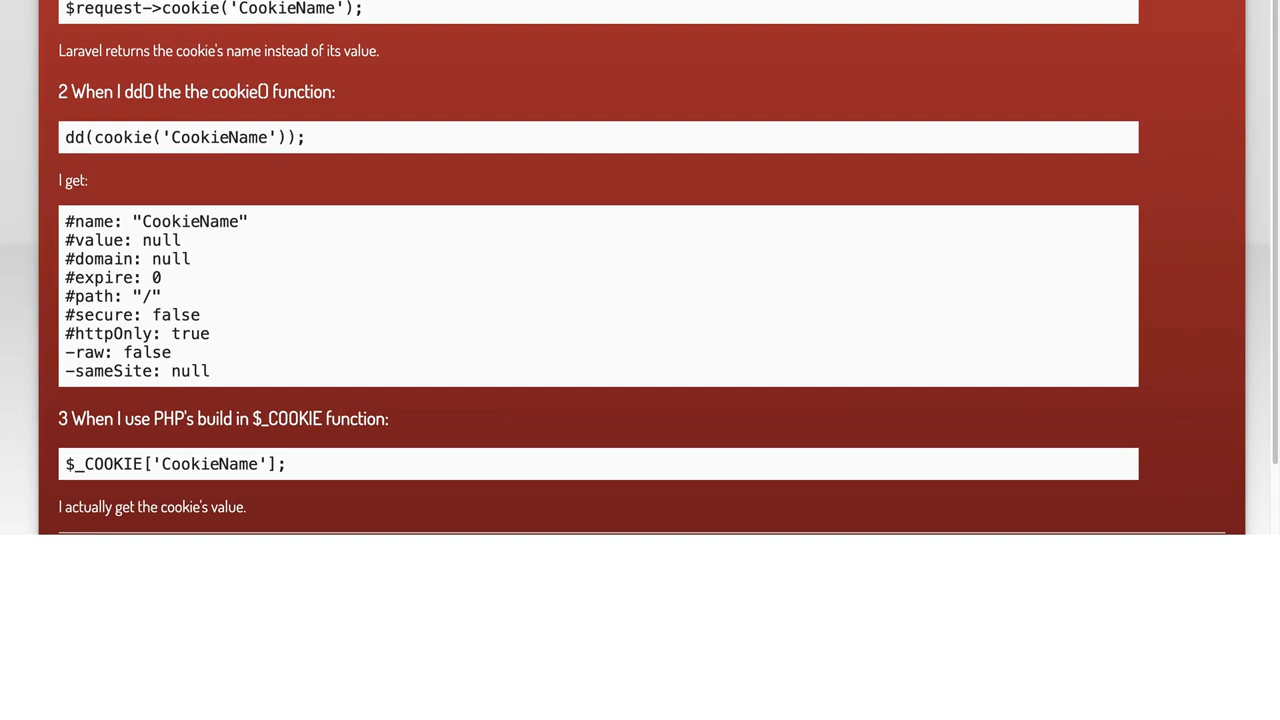 $request->cookie('CookieName');
Laravel returns the cookie's name instead of its value.
2 When I dd() the the cookie() function:
dd(cookie('CookieName'));
I get:
#name: "CookieName"
#value: null
#domain: null
#expire: 0
#path: "/"
#secure: false
#httpOnly: true
-raw: false
-sameSite: null
3 When I use PHP's build in $_COOKIE function:
$_COOKIE['CookieName'];
I actually get the cookie's value.